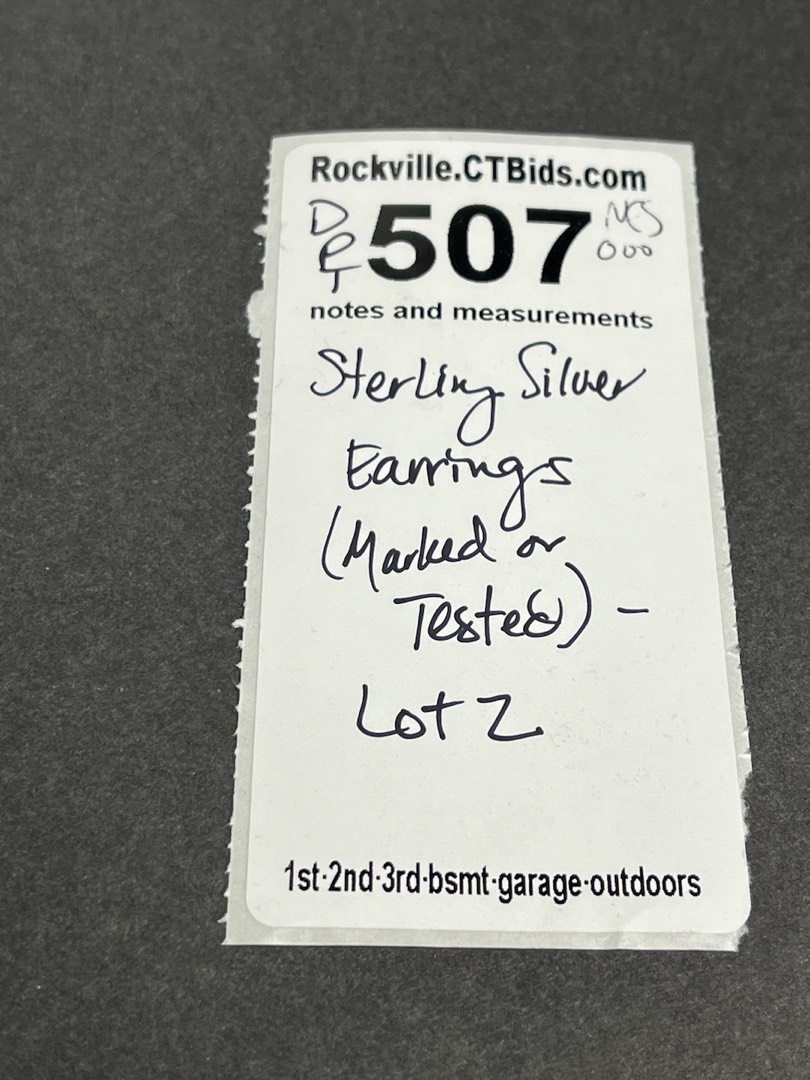 Rockville.CTBids.com
507
notes and measurements
Sterling Silver
Earrings
(Marked or
Tested) -
Lot 2
1st·2nd·3rd·bsmt·garage·outdoors